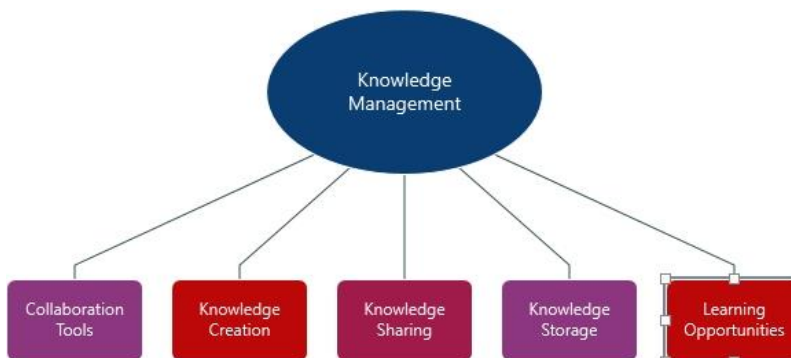 Knowledge
Management
Collaboration
Tools
Knowledge
Creation
Knowledge
Sharing
Knowledge
Storage
Learning
Opportunities